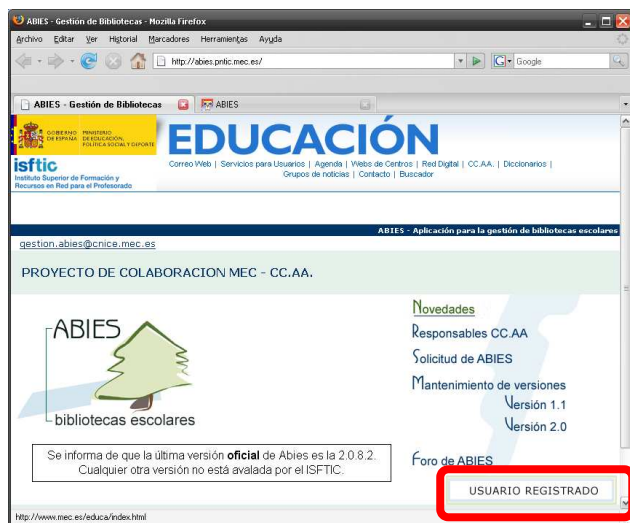 ABIES - Gestión de Bibliotecas - Mozilla Firefox
Archivo Editar Ver Historial Marcadores Herramientas Ayuda
http://abies.pntic.mec.es/
Google
ABIES - Gestión de Bibliotecas
ABIES
GOBIERNO DE ESPAÑA
MINISTERIO DE EDUCACIÓN, POLÍTICA SOCIAL Y DEPORTE
EDUCACIÓN
isftic
Instituto Superior de Formación y
Recursos en Red para el Profesorado
Correo Web | Servicios para Usuarios | Agenda | Webs de Centros | Red Digital | CC.AA. | Diccionarios |
Grupos de noticias | Contacto | Buscador
ABIES - Aplicación para la gestión de bibliotecas escolares
gestion.abies@cnice.mec.es
PROYECTO DE COLABORACION MEC - CC.AA.
ABIES
bibliotecas escolares
Se informa de que la última versión oficial de Abies es la 2.0.8.2.
Cualquier otra versión no está avalada por el ISFTIC.
Novedades
Responsables CC.AA
Solicitud de ABIES
Mantenimiento de versiones
Versión 1.1
Versión 2.0
Foro de ABIES
USUARIO REGISTRADO
http://www.mec.es/educa/index.html